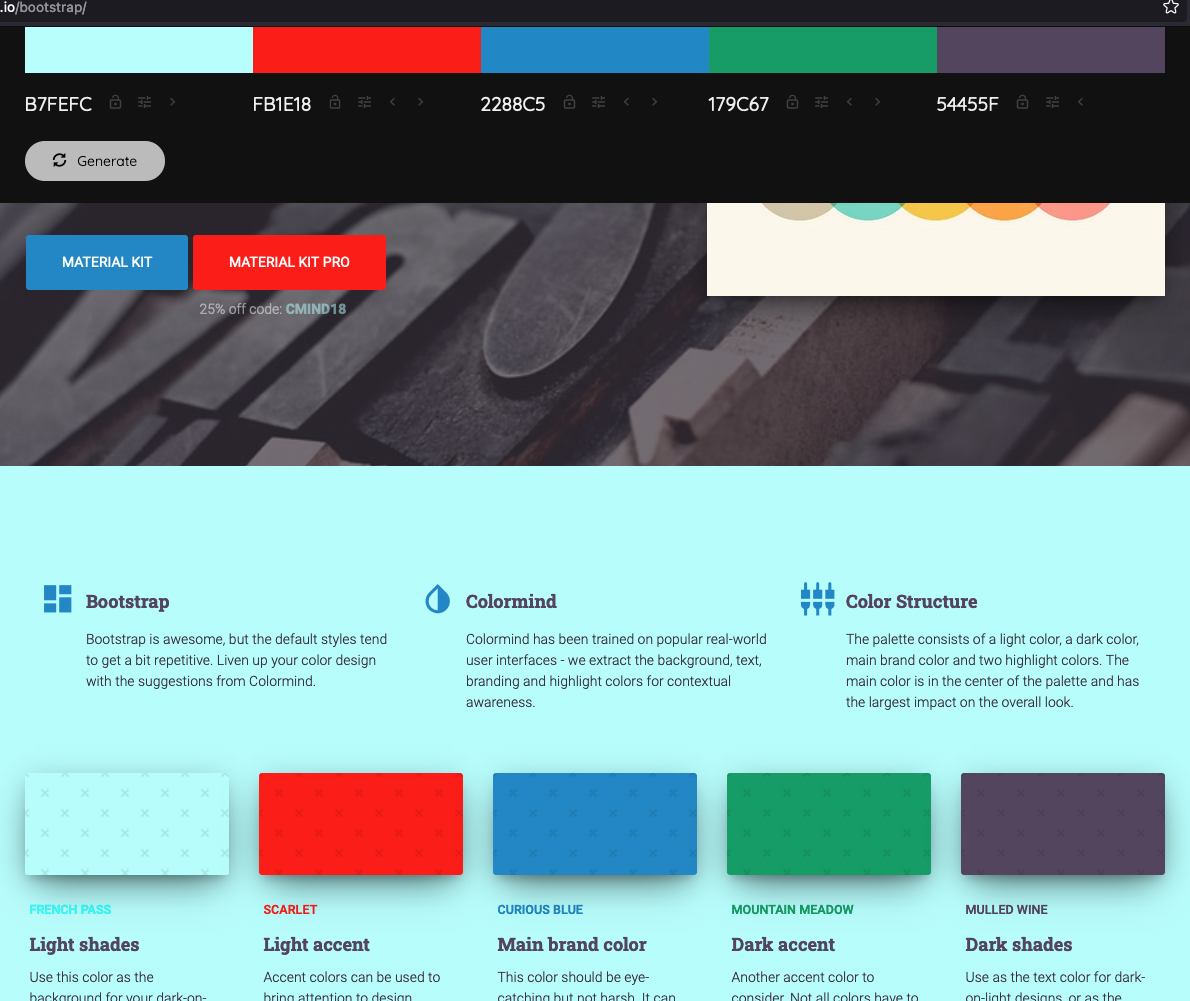 .io/bootstrap/
B7FEFC FB1E18 2288C5 179C67 54455F
Generate
MATERIAL KIT MATERIAL KIT PRO
25% off code: CMIND18
Bootstrap
Bootstrap is awesome, but the default styles tend
to get a bit repetitive. Liven up your color design
with the suggestions from Colormind.
Colormind
Colormind has been trained on popular real-world
user interfaces - we extract the background, text,
branding and highlight colors for contextual
awareness.
Color Structure
The palette consists of a light color, a dark color,
main brand color and two highlight colors. The
main color is in the center of the palette and has
the largest impact on the overall look.
FRENCH PASS
Light shades
Use this color as the
background for your dark-on-
SCARLET
Light accent
Accent colors can be used to
bring attention to design
CURIOUS BLUE
Main brand color
This color should be eye-
catching but not harsh. It can
MOUNTAIN MEADOW
Dark accent
Another accent color to
consider. Not all colors have to
MULLED WINE
Dark shades
Use as the text color for dark-
on-light designs, or as the